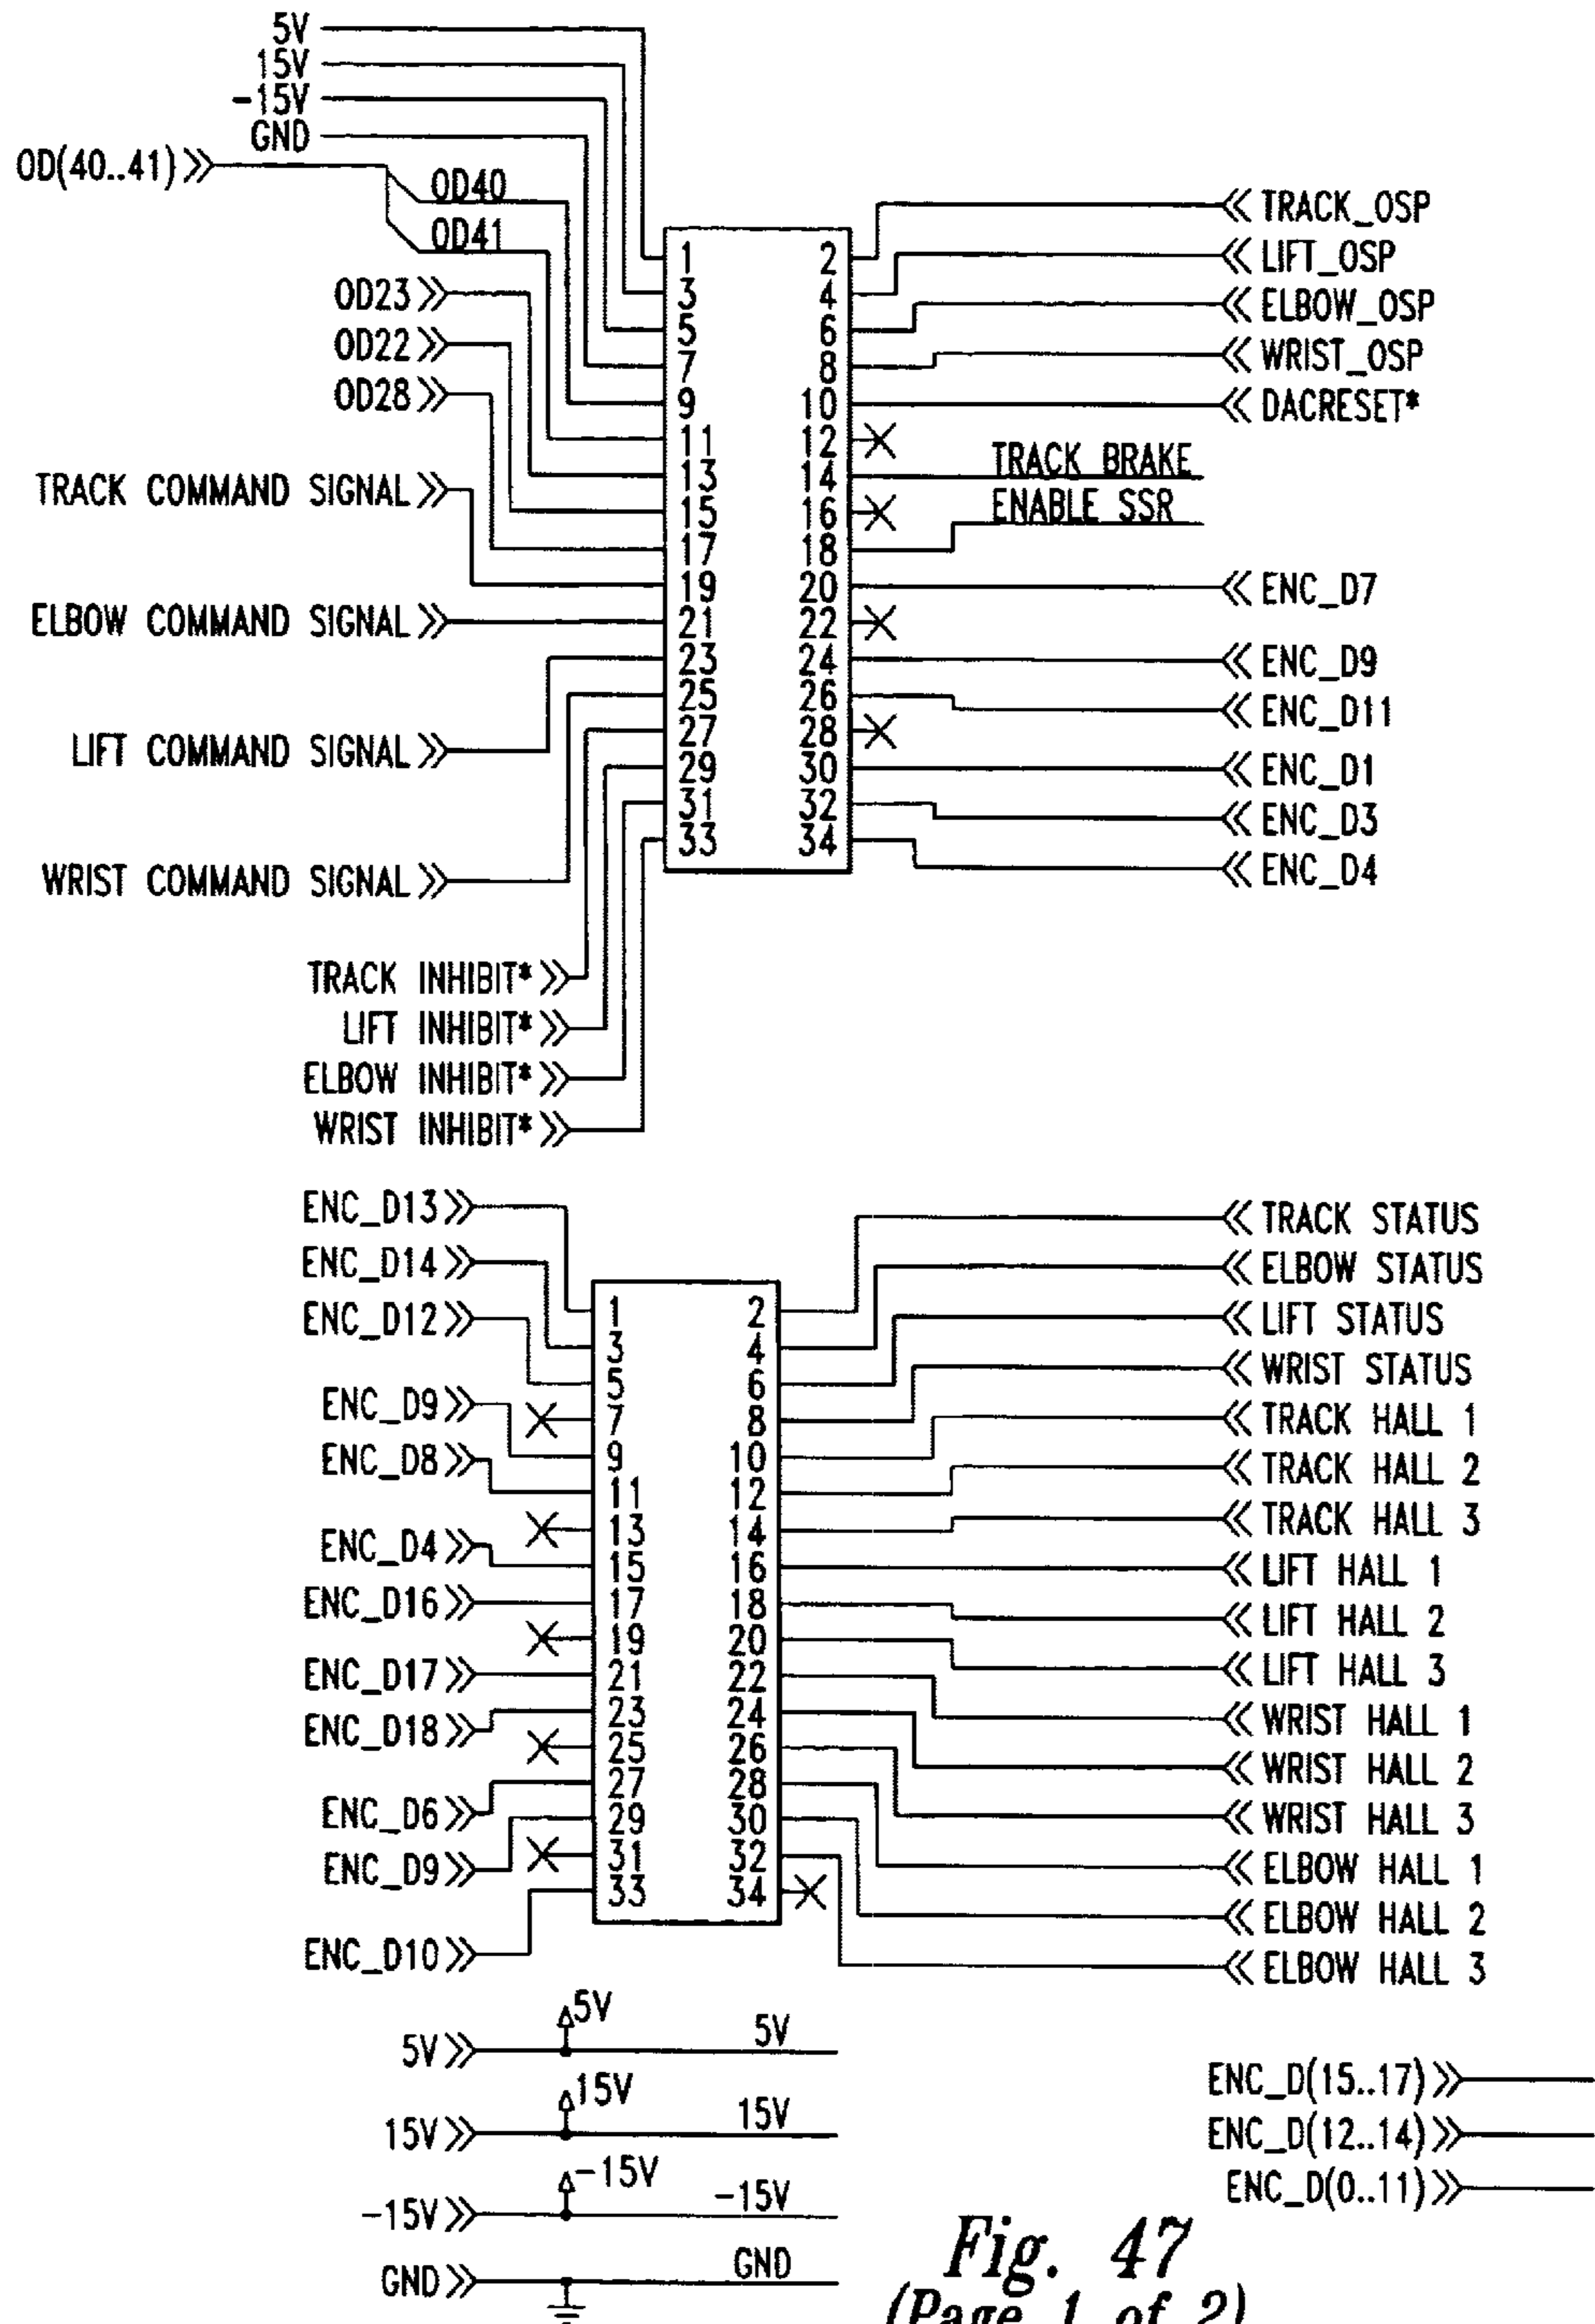 5V
15V
-15V
GND
OD(40..41)
OD40
OD41
OD23
OD22
OD28
TRACK COMMAND SIGNAL
ELBOW COMMAND SIGNAL
LIFT COMMAND SIGNAL
WRIST COMMAND SIGNAL
TRACK INHIBIT*
LIFT INHIBIT*
ELBOW INHIBIT*
WRIST INHIBIT*
1 2
3 4
5 6
7 8
9 10
11 12
13 14
15 16
17 18
19 20
21 22
23 24
25 26
27 28
29 30
31 32
33 34
TRACK_OSP
LIFT_OSP
ELBOW_OSP
WRIST_OSP
DACRESET*
TRACK BRAKE
ENABLE SSR
ENC_D7
ENC_D9
ENC_D11
ENC_D1
ENC_D3
ENC_D4
ENC_D13
ENC_D14
ENC_D12
ENC_D9
ENC_D8
ENC_D4
ENC_D16
ENC_D17
ENC_D18
ENC_D6
ENC_D9
ENC_D10
1 2
3 4
5 6
7 8
9 10
11 12
13 14
15 16
17 18
19 20
21 22
23 24
25 26
27 28
29 30
31 32
33 34
TRACK STATUS
ELBOW STATUS
LIFT STATUS
WRIST STATUS
TRACK HALL 1
TRACK HALL 2
TRACK HALL 3
LIFT HALL 1
LIFT HALL 2
LIFT HALL 3
WRIST HALL 1
WRIST HALL 2
WRIST HALL 3
ELBOW HALL 1
ELBOW HALL 2
ELBOW HALL 3
5V 5V 5V
15V 15V 15V
-15V -15V -15V
GND GND
ENC_D(15..17)
ENC_D(12..14)
ENC_D(0..11)
Fig. 47
(Page 1 of 2)